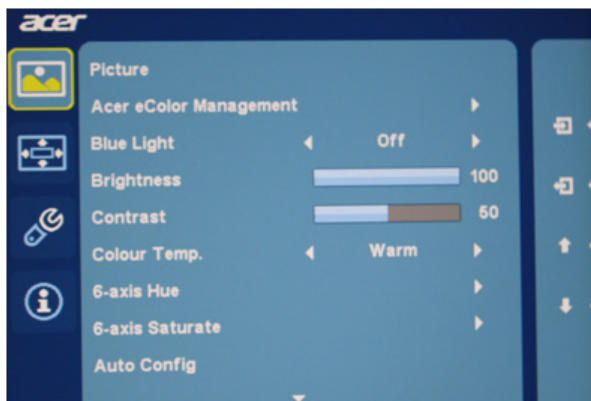 acer
Picture
Acer eColor Management
Blue Light Off
Brightness 100
Contrast 50
Colour Temp. Warm
6-axis Hue
6-axis Saturate
Auto Config